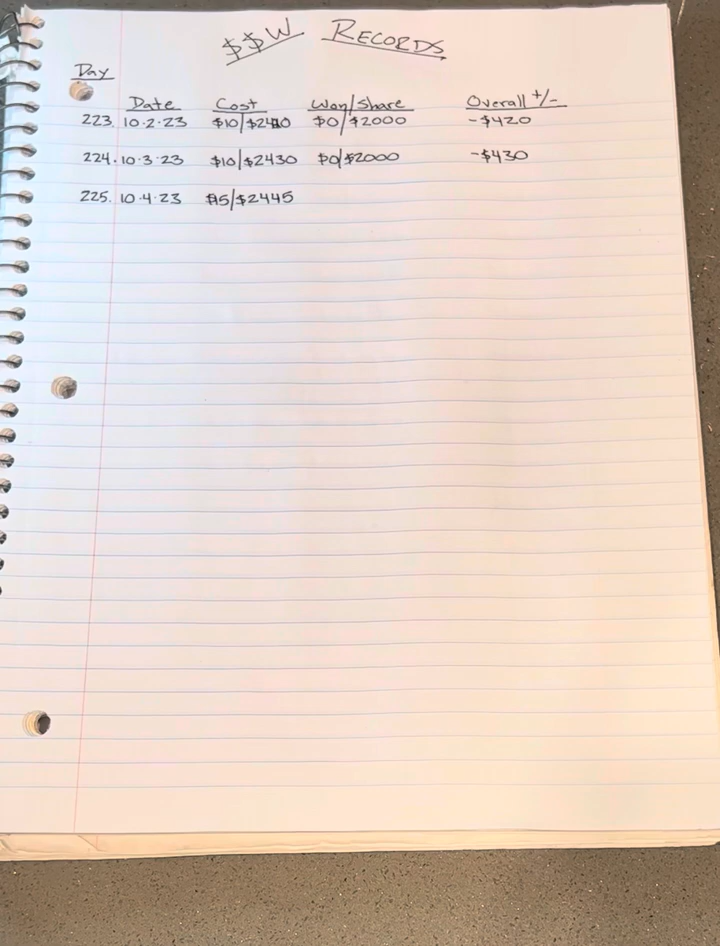 $$W RECORDS
Day
Date Cost Won/Share Overall +/-
223. 10.2.23 $10/ $0/$2000 -$420
224. 10.3.23 $10/$2430 $0/$2000 -$430
225. 10.4.23 $15/$2445